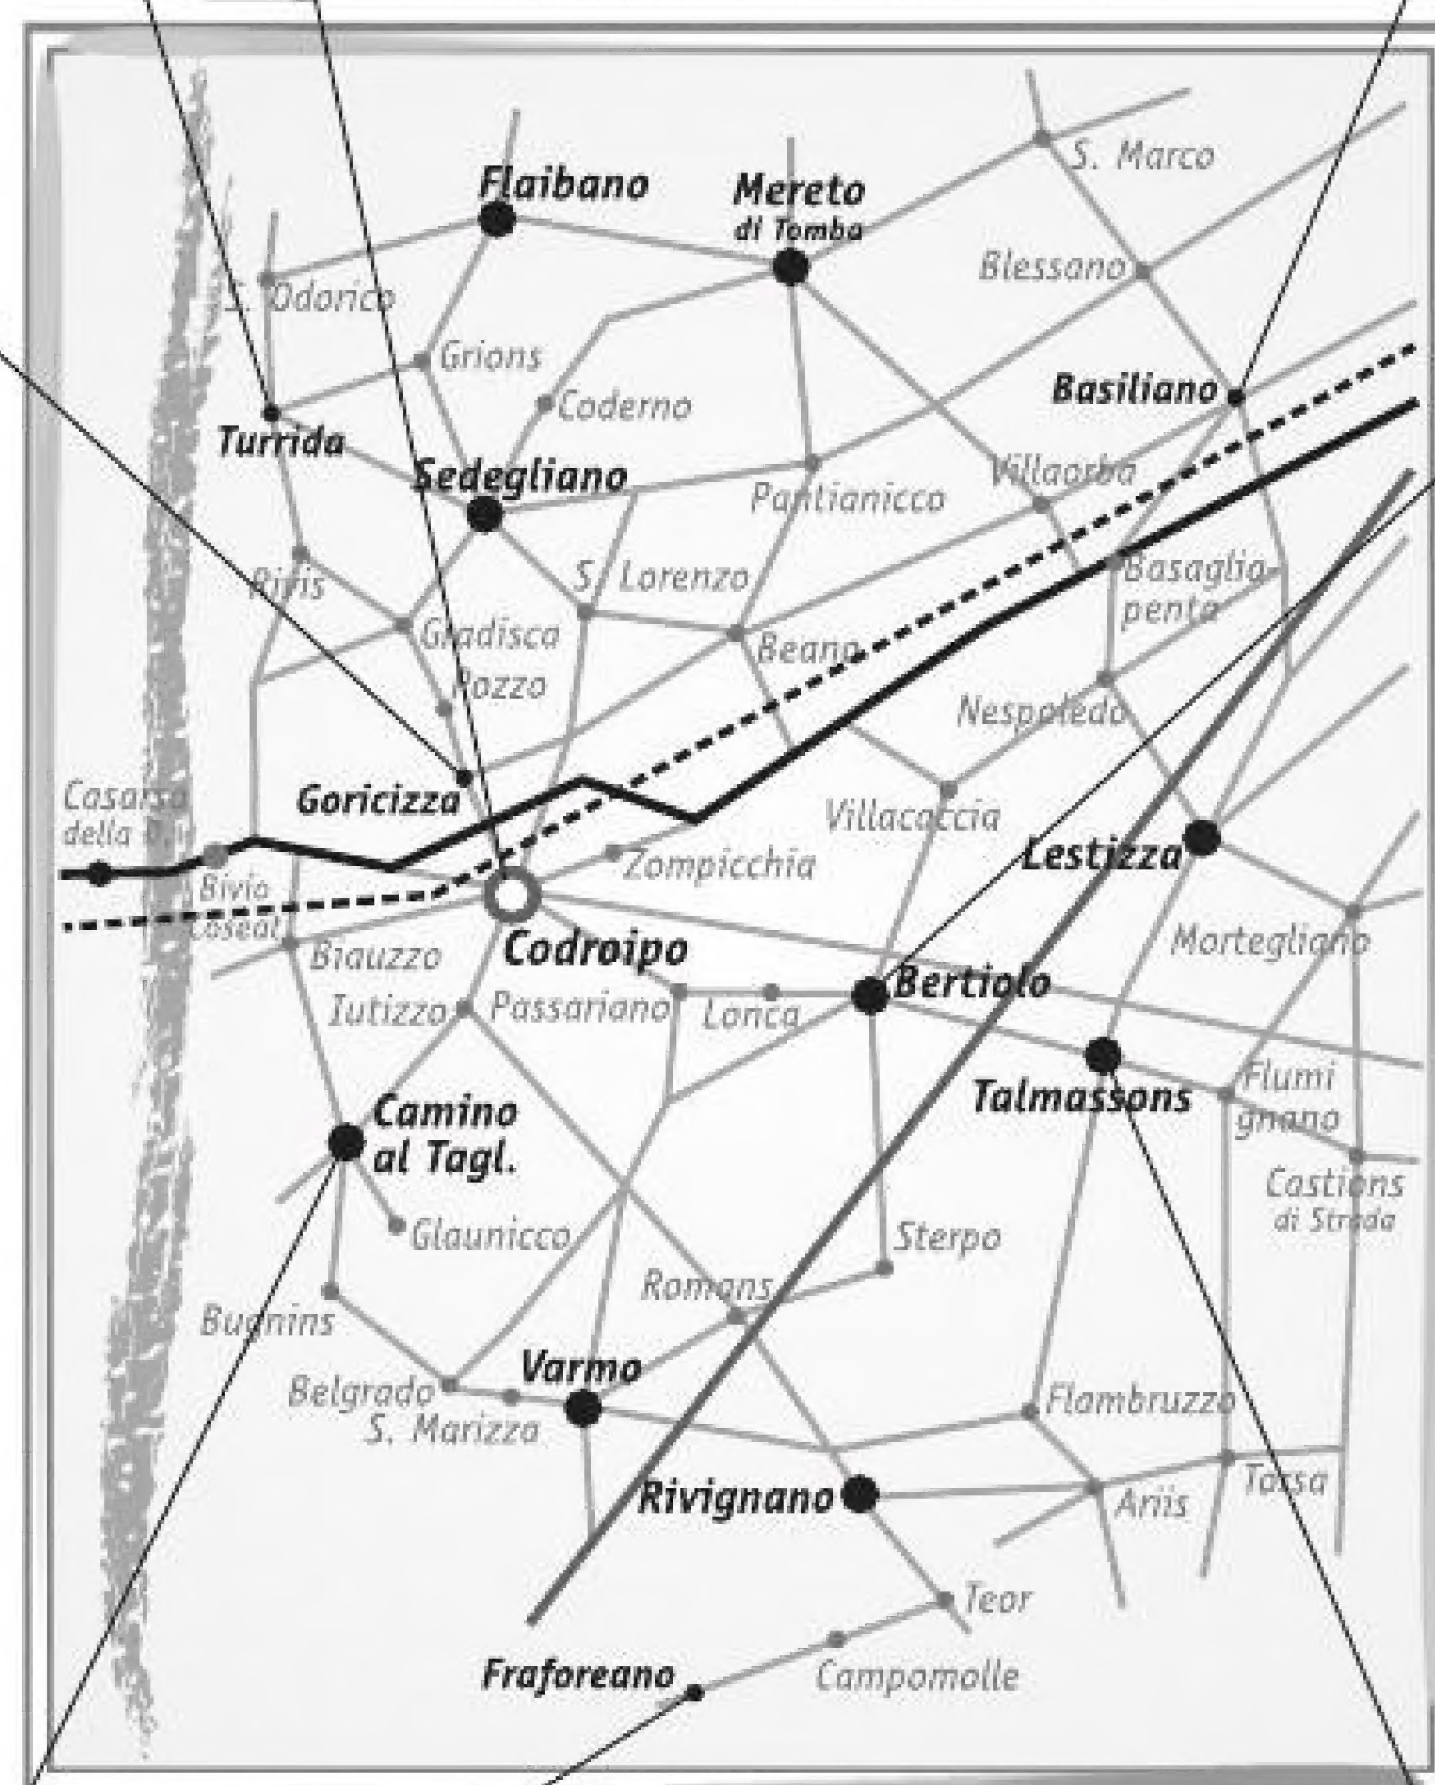 S. Marco
Flaibano
Mereto
di Tomba
Blessano
S. Odorico
Grions
Basiliano
Coderno
Turrida
Sedegliano
Villaorba
Pantianicco
Rivis
S. Lorenzo
Basaglia-
penta
Gradisca
Beano
Pozzo
Nespoledo
Goricizza
Casarsa
della D.
Villacaccia
Lestizza
Zompicchia
Bivio
Coseat
Codroipo
Biauzzo
Mortegliano
Iutizzo
Passariano
Lonca
Bertiolo
Flumi
gnano
Talmassons
Camino
al Tagl.
Castions
di Strada
Glaunicco
Sterpo
Romans
Bugnins
Varmo
Belgrado
S. Marizza
Flambruzzo
Rivignano
Ariis
Torsa
Teor
Fraforeano
Campomolle